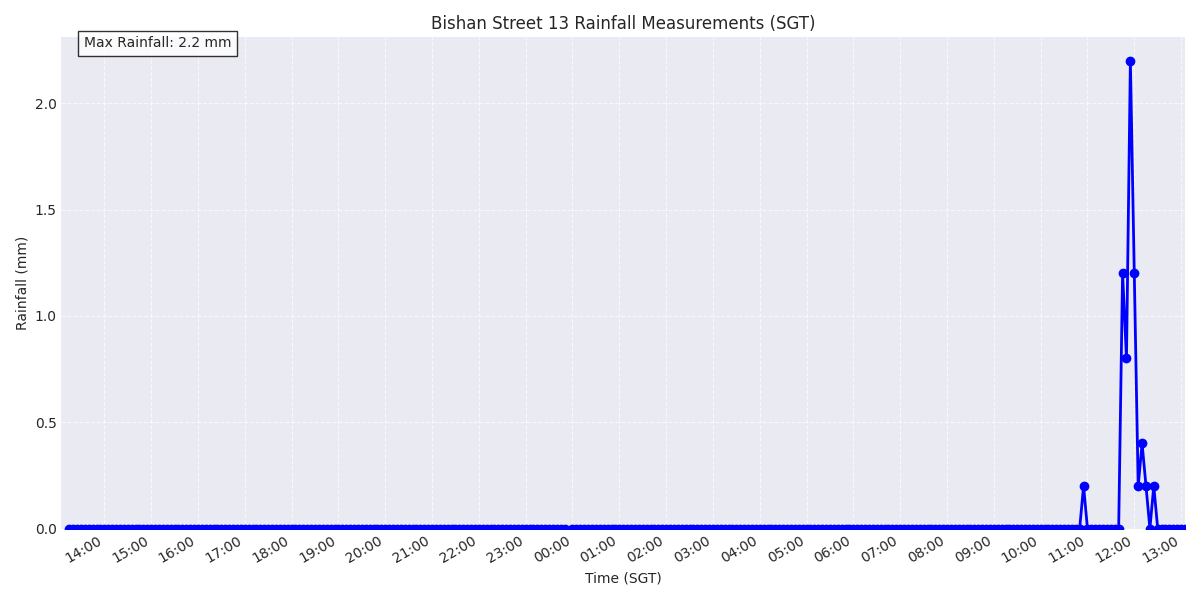 Bishan Street 13 Rainfall Measurements (SGT)
Max Rainfall: 2.2 mm
2.0
1.5
1.0
0.5
0.0
Rainfall (mm)
14:00 15:00 16:00 17:00 18:00 19:00 20:00 21:00 22:00 23:00 00:00 01:00 02:00 03:00 04:00 05:00 06:00 07:00 08:00 09:00 10:00 11:00 12:00 13:00
Time (SGT)